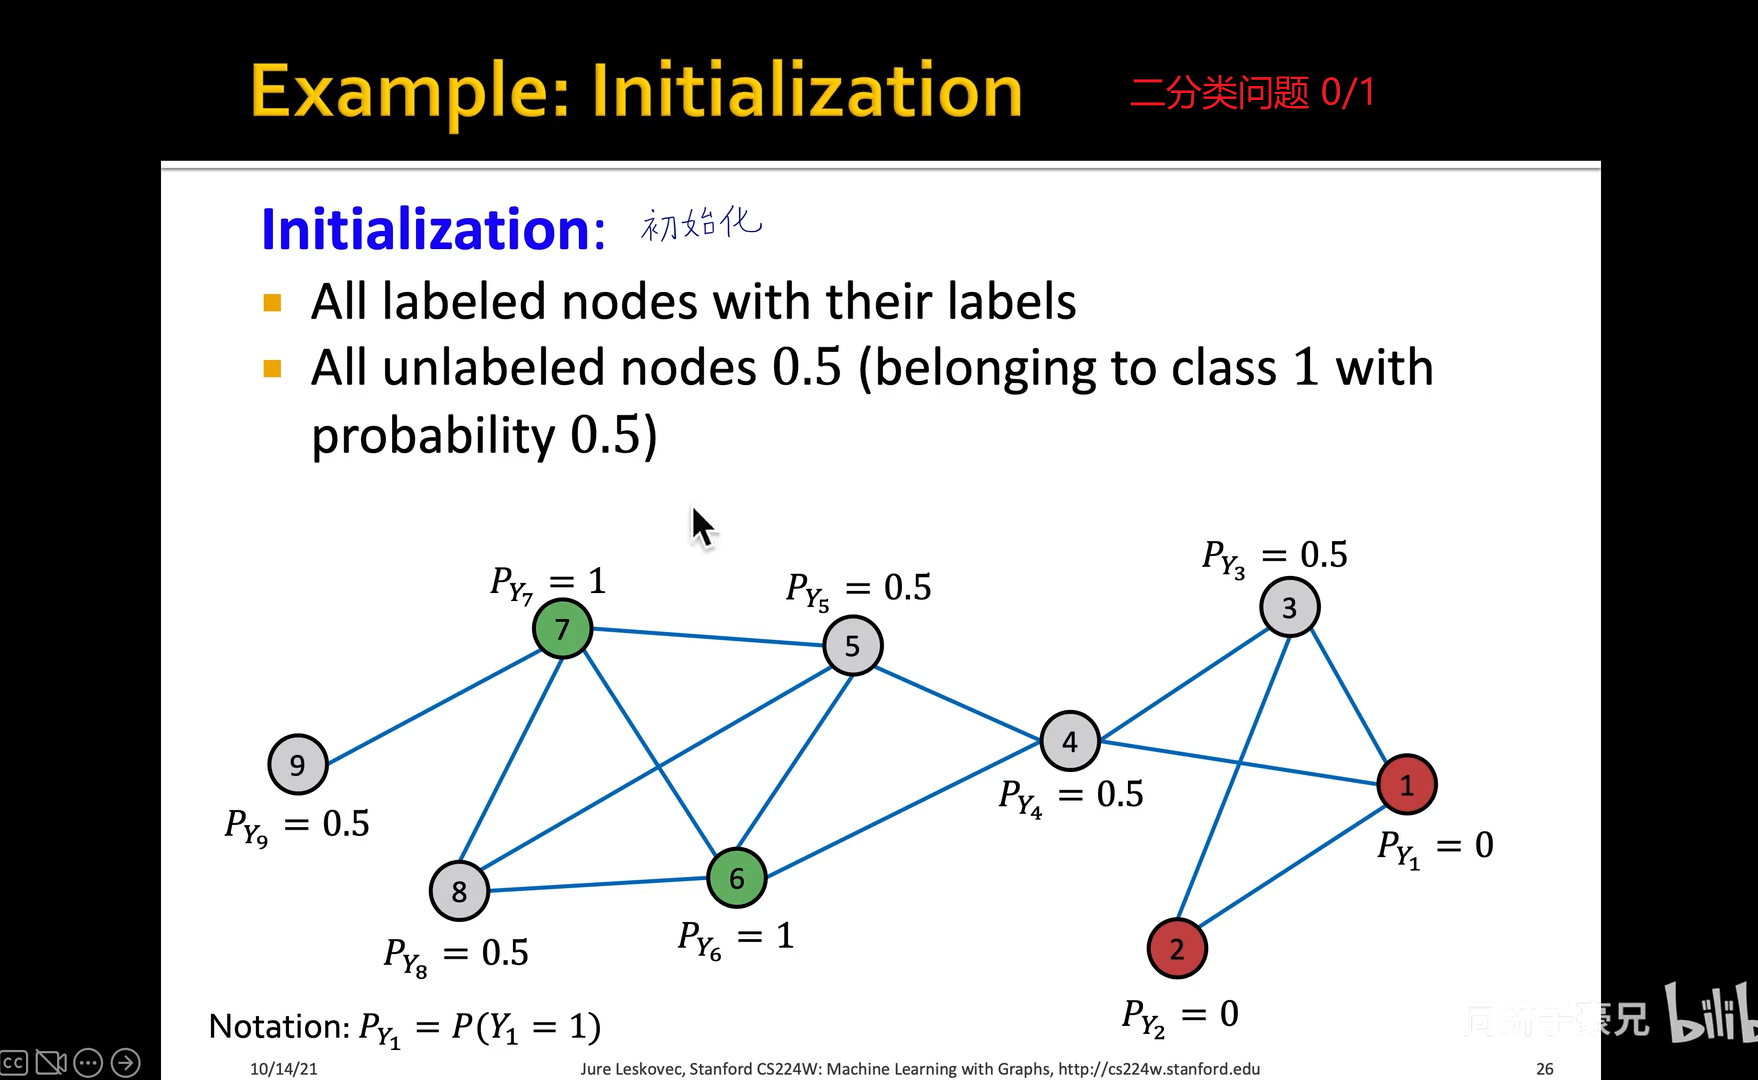 Example: Initialization 二分类问题 0/1
Initialization: 初始化
All labeled nodes with their labels
All unlabeled nodes 0.5 (belonging to class 1 with
probability 0.5)
P_{Y_3} = 0.5
P_{Y_7} = 1
P_{Y_5} = 0.5
3
7
5
4
9
1
P_{Y_4} = 0.5
P_{Y_9} = 0.5
P_{Y_1} = 0
8
6
P_{Y_6} = 1
P_{Y_8} = 0.5
2
P_{Y_2} = 0
Notation: P_{Y_1} = P(Y_1 = 1)
CC
10/14/21
Jure Leskovec, Stanford CS224W: Machine Learning with Graphs, http://cs224w.stanford.edu
26